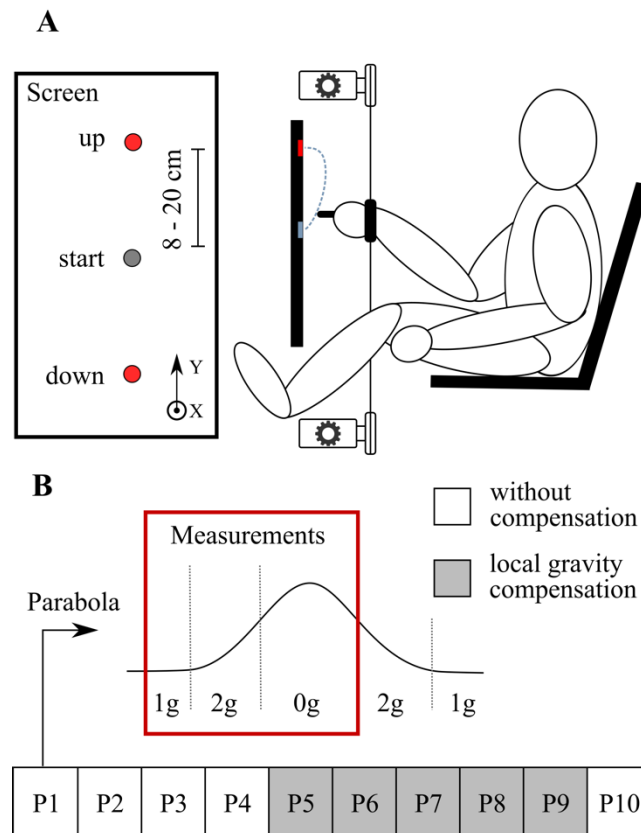 A
Screen
up
start
down
8 - 20 cm
Y
X
B
Measurements
Parabola
1g 2g 0g 2g 1g
without
compensation
local gravity
compensation
P1 P2 P3 P4 P5 P6 P7 P8 P9 P10